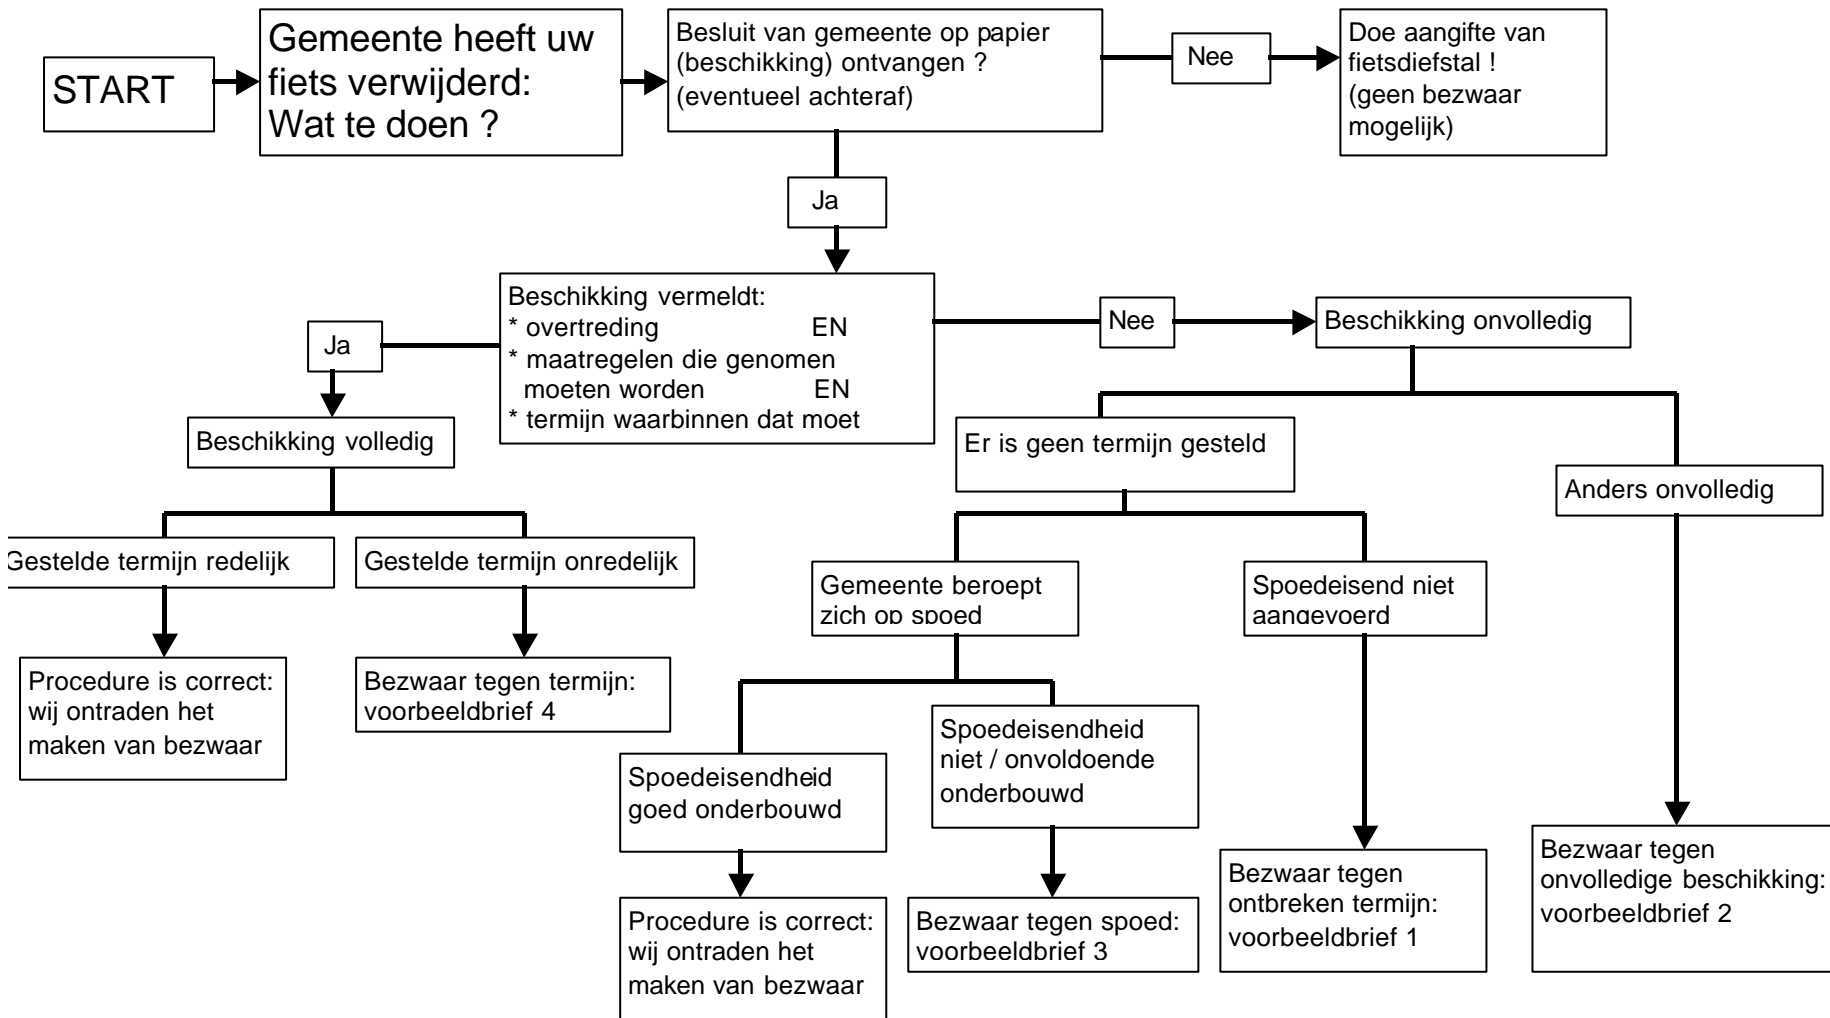 START
Gemeente heeft uw
fiets verwijderd:
Wat te doen ?
Besluit van gemeente op papier
(beschikking) ontvangen ?
(eventueel achteraf)
Nee
Doe aangifte van
fietsdiefstal !
(geen bezwaar
mogelijk)
Ja
Beschikking vermeldt:
* overtreding EN
* maatregelen die genomen
moeten worden EN
* termijn waarbinnen dat moet
Ja
Nee
Beschikking onvolledig
Beschikking volledig
Er is geen termijn gesteld
Anders onvolledig
Gestelde termijn redelijk
Gestelde termijn onredelijk
Gemeente beroept
zich op spoed
Spoedeisend niet
aangevoerd
Procedure is correct:
wij ontraden het
maken van bezwaar
Bezwaar tegen termijn:
voorbeeldbrief 4
Spoedeisendheid
goed onderbouwd
Spoedeisendheid
niet / onvoldoende
onderbouwd
Procedure is correct:
wij ontraden het
maken van bezwaar
Bezwaar tegen spoed:
voorbeeldbrief 3
Bezwaar tegen
ontbreken termijn:
voorbeeldbrief 1
Bezwaar tegen
onvolledige beschikking:
voorbeeldbrief 2